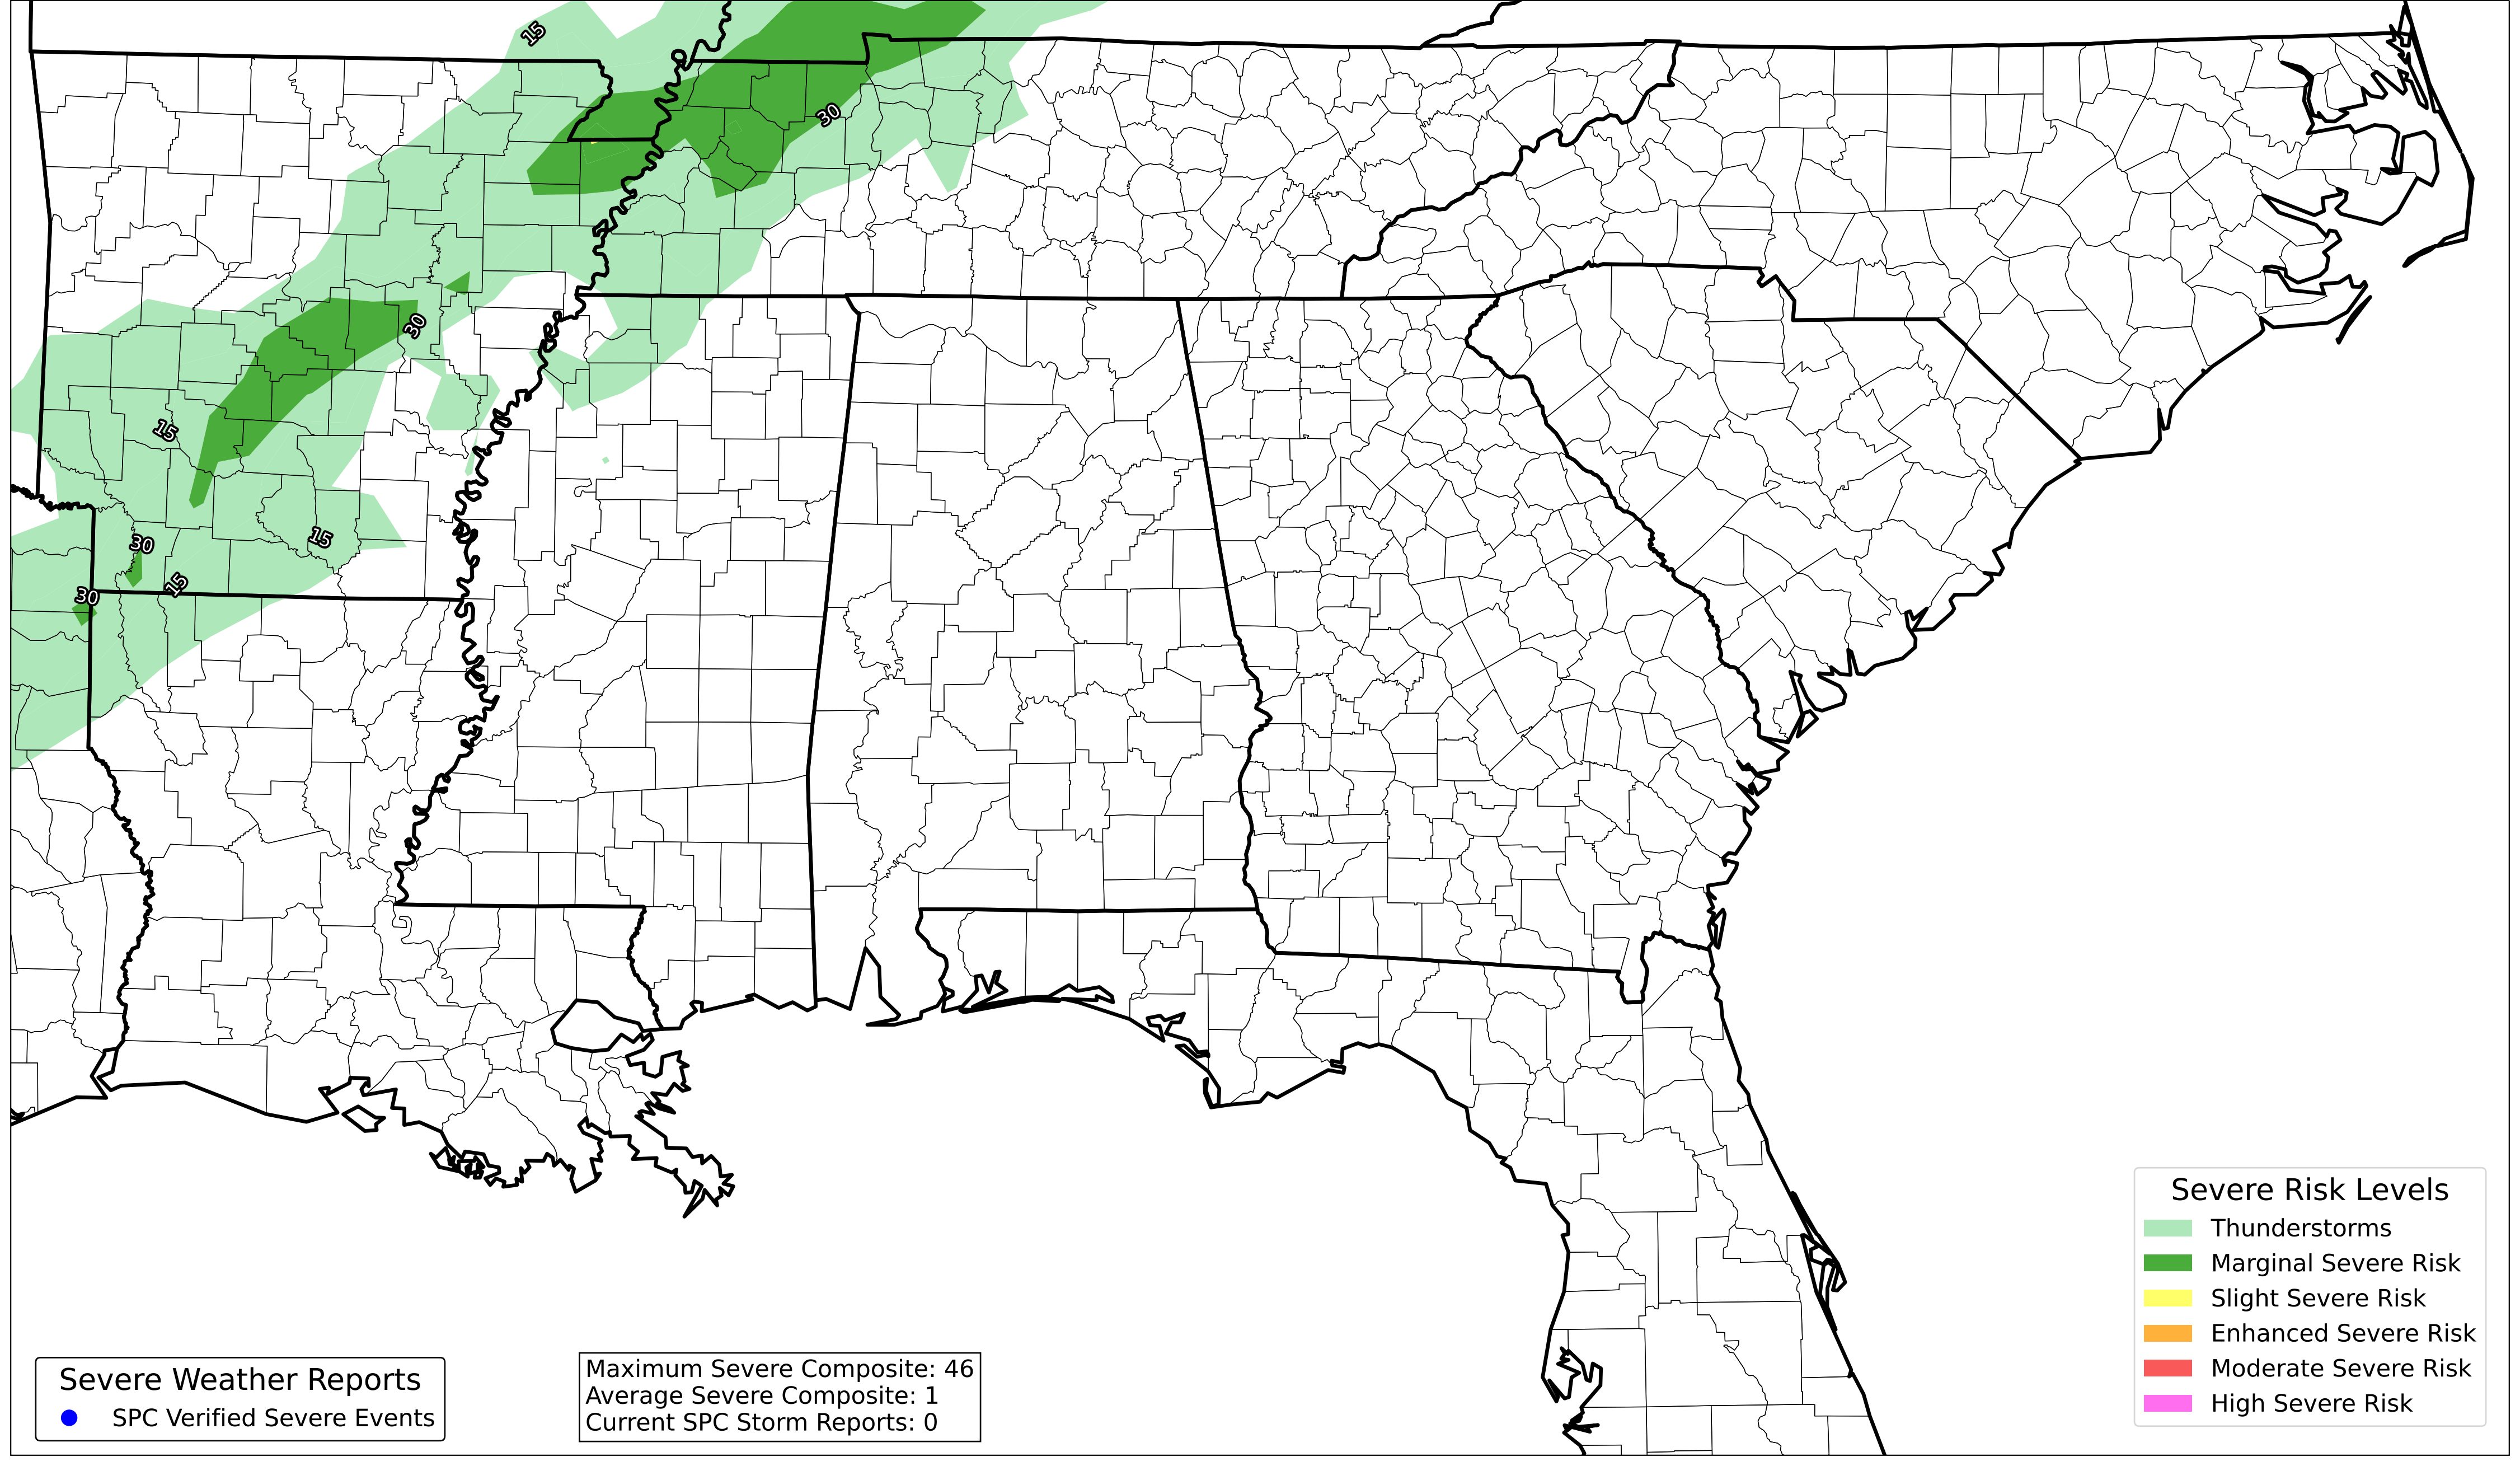 15
30
30
15
15
30
15
30
Severe Risk Levels
Thunderstorms
Marginal Severe Risk
Slight Severe Risk
Enhanced Severe Risk
Moderate Severe Risk
High Severe Risk
Severe Weather Reports
SPC Verified Severe Events
Maximum Severe Composite: 46
Average Severe Composite: 1
Current SPC Storm Reports: 0